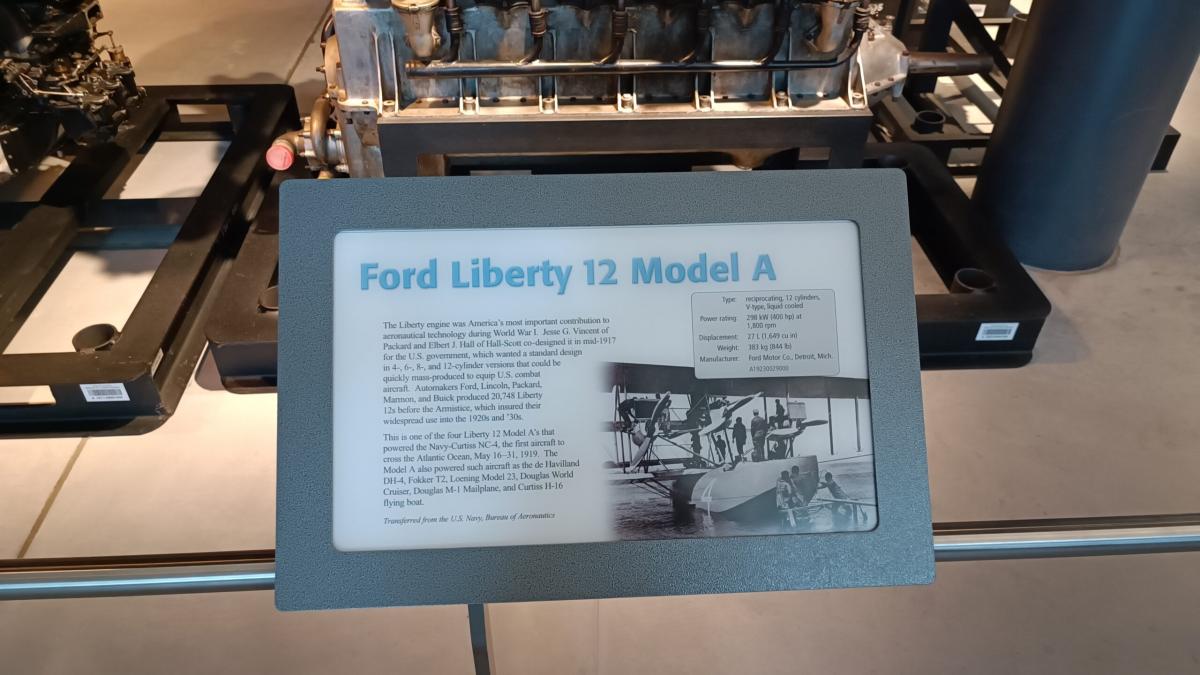 Ford Liberty 12 Model A
The Liberty engine was America's most important contribution to
aeronautical technology during World War I. Jesse G. Vincent of
Packard and Elbert J. Hall of Hall-Scott co-designed it in mid-1917
for the U.S. government, which wanted a standard design
in 4-, 6-, 8-, and 12-cylinder versions that could be
quickly mass-produced to equip U.S. combat
aircraft. Automakers Ford, Lincoln, Packard,
Marmon, and Buick produced 20,748 Liberty
12s before the Armistice, which insured their
widespread use into the 1920s and '30s.
This is one of the four Liberty 12 Model A's that
powered the Navy-Curtiss NC-4, the first aircraft to
cross the Atlantic Ocean, May 16–31, 1919. The
Model A also powered such aircraft as the de Havilland
DH-4, Fokker T2, Loening Model 23, Douglas World
Cruiser, Douglas M-1 Mailplane, and Curtiss H-16
flying boat.
Transferred from the U.S. Navy, Bureau of Aeronautics
Type: reciprocating, 12 cylinders,
V-type, liquid cooled
Power rating: 298 kW (400 hp) at
1,800 rpm
Displacement: 27 L (1,649 cu in)
Weight: 383 kg (844 lb)
Manufacturer: Ford Motor Co., Detroit, Mich.
A19230029000